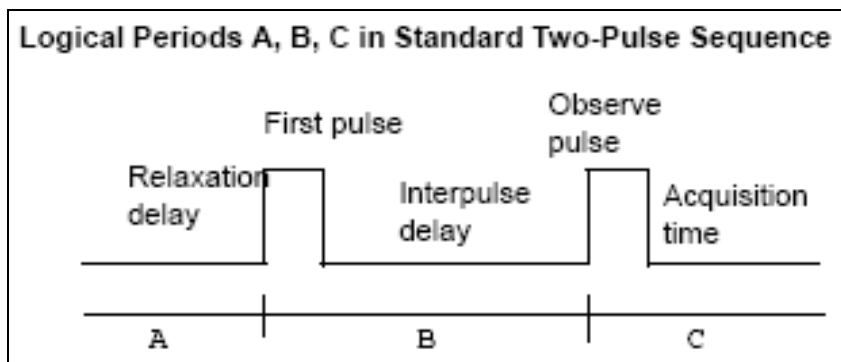 Logical Periods A, B, C in Standard Two-Pulse Sequence
First pulse
Observe
pulse
Relaxation
delay
Interpulse
delay
Acquisition
time
A
B
C